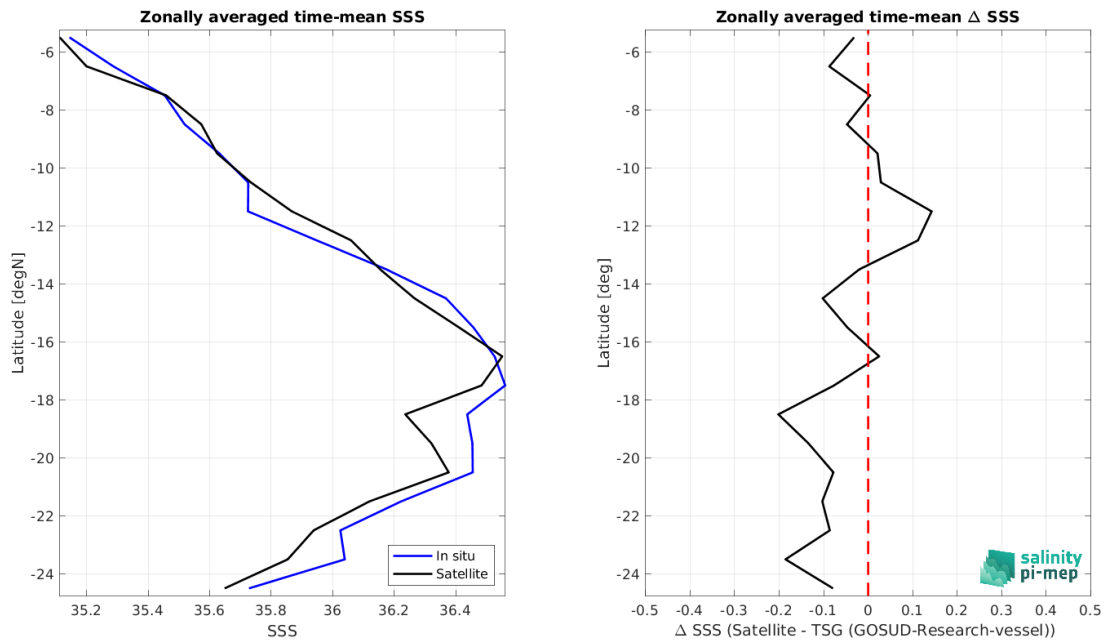 Zonally averaged time-mean SSS
-6
-8
-10
-12
-14
-16
-18
-20
-22
-24
Latitude [degN]
35.2 35.4 35.6 35.8 36 36.2 36.4
SSS
In situ
Satellite
Zonally averaged time-mean Δ SSS
-6
-8
-10
-12
-14
-16
-18
-20
-22
-24
Latitude [deg]
-0.5 -0.4 -0.3 -0.2 -0.1 0 0.1 0.2 0.3 0.4 0.5
Δ SSS (Satellite - TSG (GOSUD-Research-vessel))
salinity
pi-mep